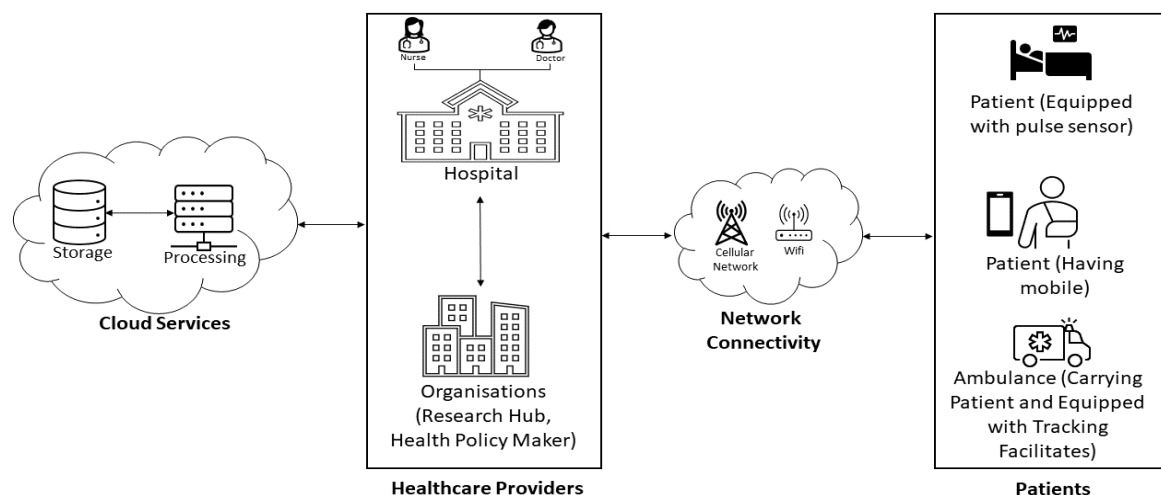 Nurse
Doctor
Hospital
Organisations
(Research Hub,
Health Policy Maker)
Healthcare Providers
Storage
Processing
Cloud Services
Cellular
Network
Wifi
Network
Connectivity
Patient (Equipped
with pulse sensor)
Patient (Having
mobile)
Ambulance (Carrying
Patient and Equipped
with Tracking
Facilitates)
Patients